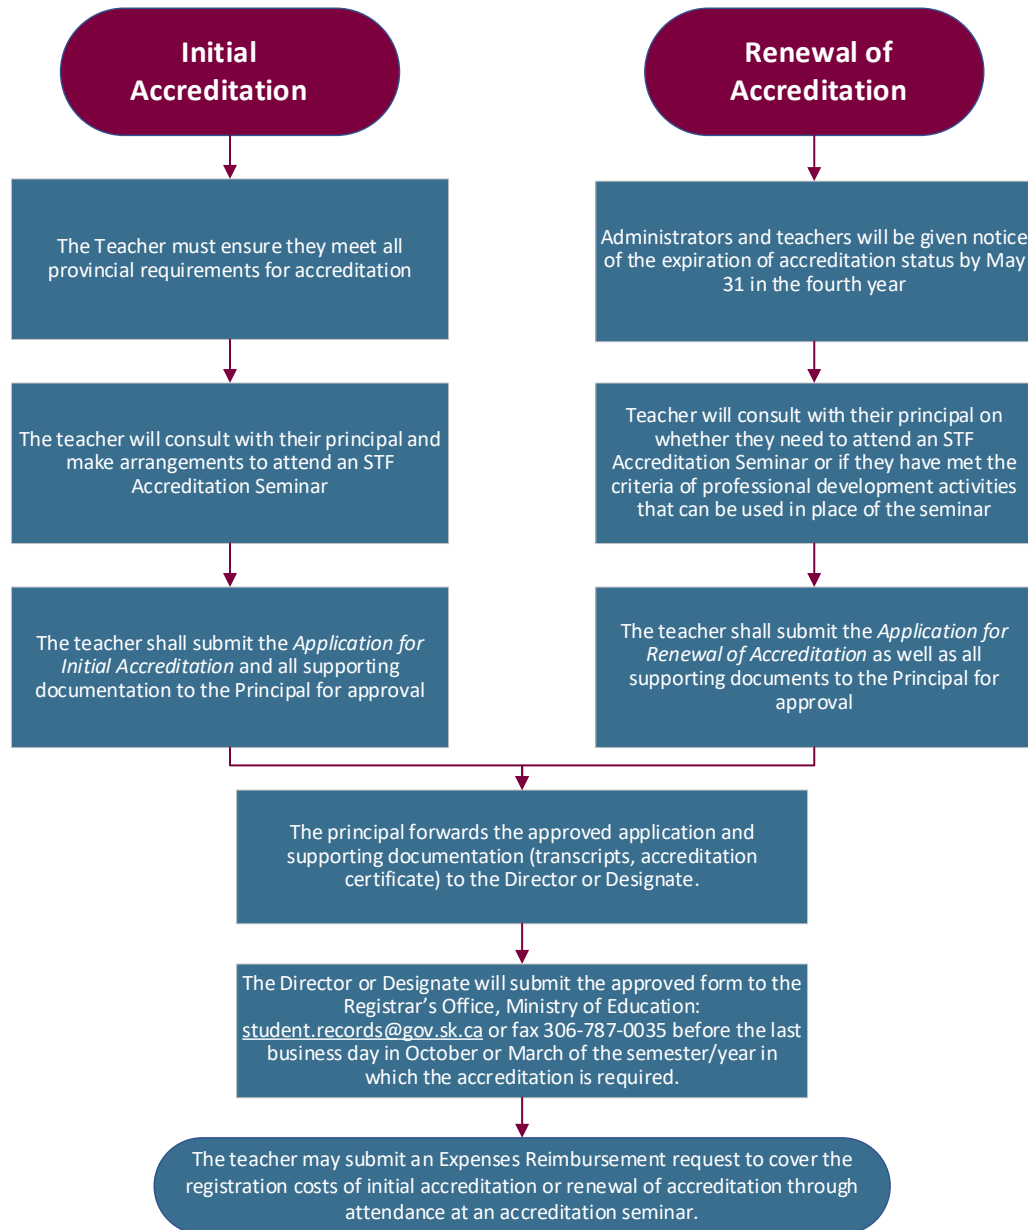 Initial
Accreditation
The Teacher must ensure they meet all
provincial requirements for accreditation
The teacher will consult with their principal and
make arrangements to attend an STF
Accreditation Seminar
The teacher shall submit the Application for
Initial Accreditation and all supporting
documentation to the Principal for approval
Renewal of
Accreditation
Administrators and teachers will be given notice
of the expiration of accreditation status by May
31 in the fourth year
Teacher will consult with their principal on
whether they need to attend an STF
Accreditation Seminar or if they have met the
criteria of professional development activities
that can be used in place of the seminar
The teacher shall submit the Application for
Renewal of Accreditation as well as all
supporting documents to the Principal for
approval
The principal forwards the approved application and
supporting documentation (transcripts, accreditation
certificate) to the Director or Designate.
The Director or Designate will submit the approved form to the
Registrar’s Office, Ministry of Education:
student.records@gov.sk.ca or fax 306-787-0035 before the last
business day in October or March of the semester/year in
which the accreditation is required.
The teacher may submit an Expenses Reimbursement request to cover the
registration costs of initial accreditation or renewal of accreditation through
attendance at an accreditation seminar.